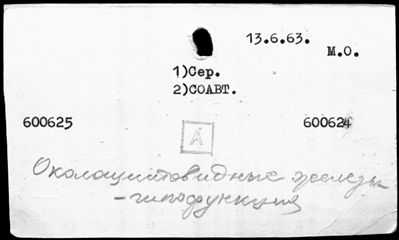 13.6.63.
М.О.
1)Сер.
2)СОАВТ.
600625 600624
А
Околощитовидные железы
-гипофункция